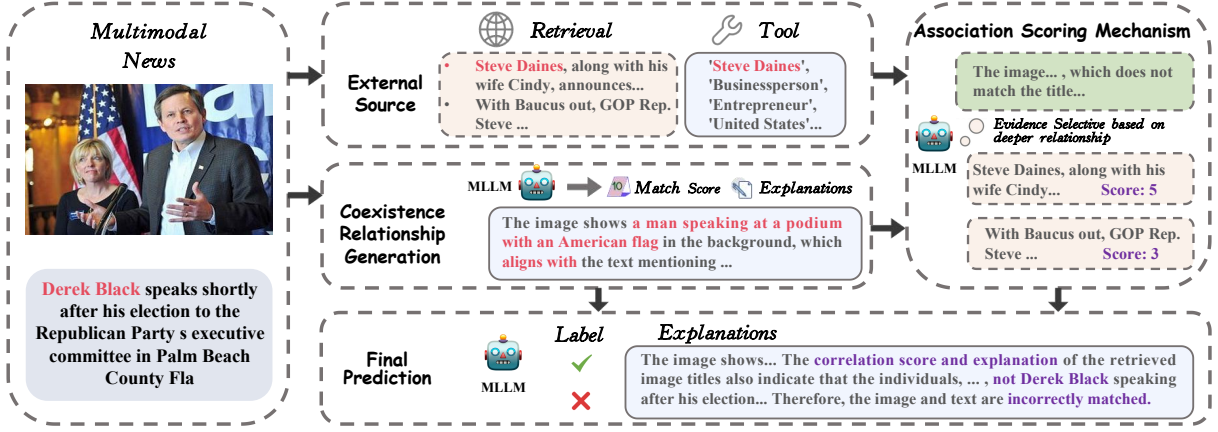 Multimodal
News
Derek Black speaks shortly
after his election to the
Republican Party s executive
committee in Palm Beach
County Fla
External
Source
Retrieval
• Steve Daines, along with his
wife Cindy, announces...
• With Baucus out, GOP Rep.
Steve ...
Tool
'Steve Daines',
'Businessperson',
'Entrepreneur',
'United States'...
Coexistence
Relationship
Generation
MLLM
10
Match Score
Explanations
The image shows a man speaking at a podium
with an American flag in the background, which
aligns with the text mentioning ...
Association Scoring Mechanism
The image... , which does not
match the title...
MLLM
Evidence Selective based on
deeper relationship
Steve Daines, along with his
wife Cindy... Score: 5
With Baucus out, GOP Rep.
Steve ... Score: 3
Final
Prediction
MLLM
Label
Explanations
The image shows... The correlation score and explanation of the retrieved
image titles also indicate that the individuals, ... , not Derek Black speaking
after his election... Therefore, the image and text are incorrectly matched.